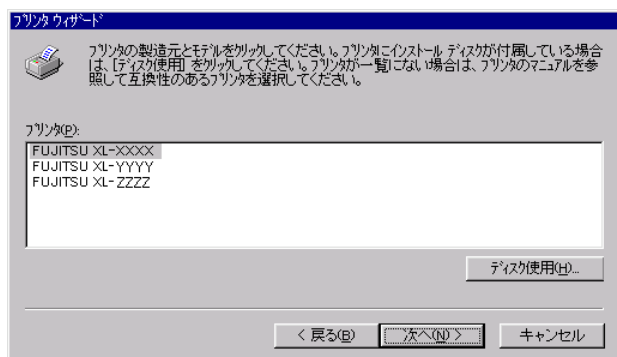 プリンタ ウィザード
プリンタの製造元とモデルをクリックしてください。プリンタにインストール ディスクが付属している場合
は、[ディスク使用] をクリックしてください。プリンタが一覧にない場合は、プリンタのマニュアルを参
照して互換性のあるプリンタを選択してください。
プリンタ(P):
FUJITSU XL-XXXX
FUJITSU XL-YYYY
FUJITSU XL-ZZZZ
ディスク使用(H)...
< 戻る(B)
次へ(N) >
キャンセル